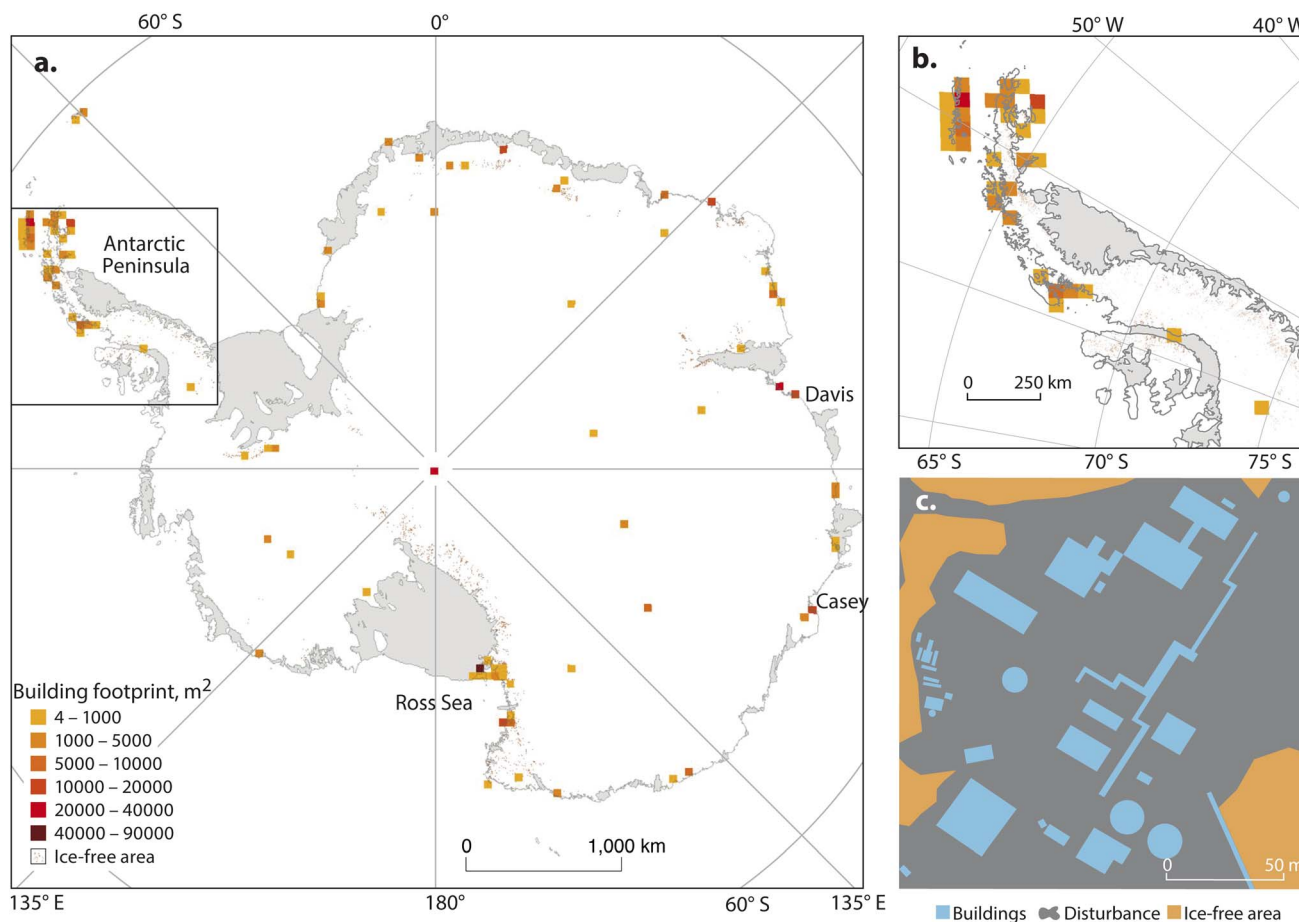 60° S
0°
a.
Antarctic
Peninsula
Davis
Casey
Ross Sea
Building footprint, m²
4 – 1000
1000 – 5000
5000 – 10000
10000 – 20000
20000 – 40000
40000 – 90000
Ice-free area
0
1,000 km
135° E
180°
60° S
135° E
50° W
40° W
b.
0
250 km
65° S
70° S
75° S
c.
0
50 m
Buildings
Disturbance
Ice-free area